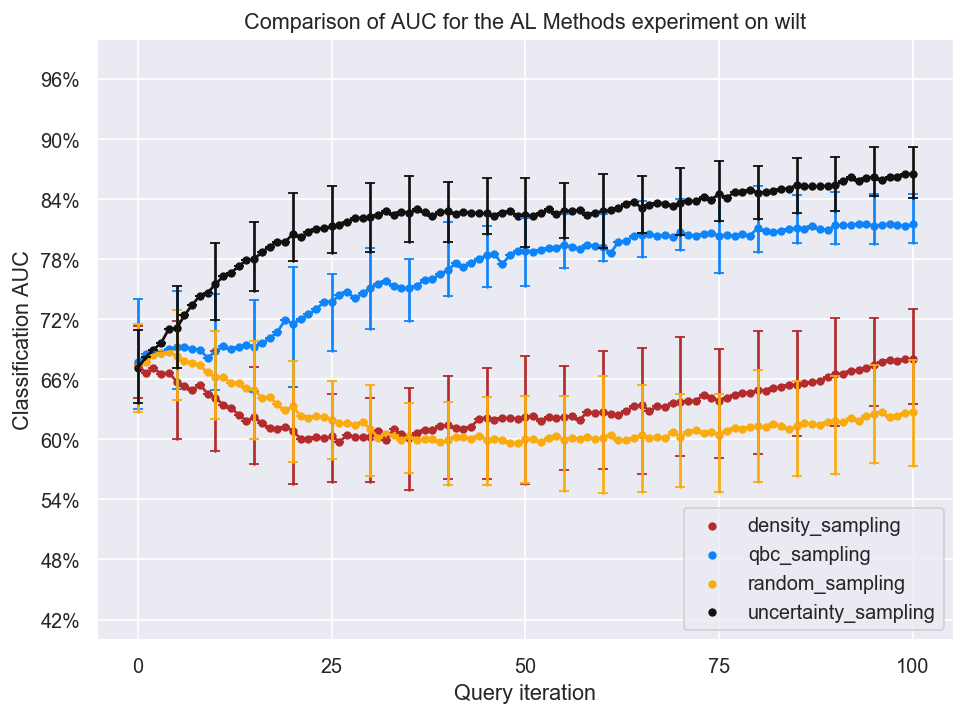 Comparison of AUC for the AL Methods experiment on wilt
Classification AUC
96%
90%
84%
78%
72%
66%
60%
54%
48%
42%
density_sampling
qbc_sampling
random_sampling
uncertainty_sampling
0 25 50 75 100
Query iteration